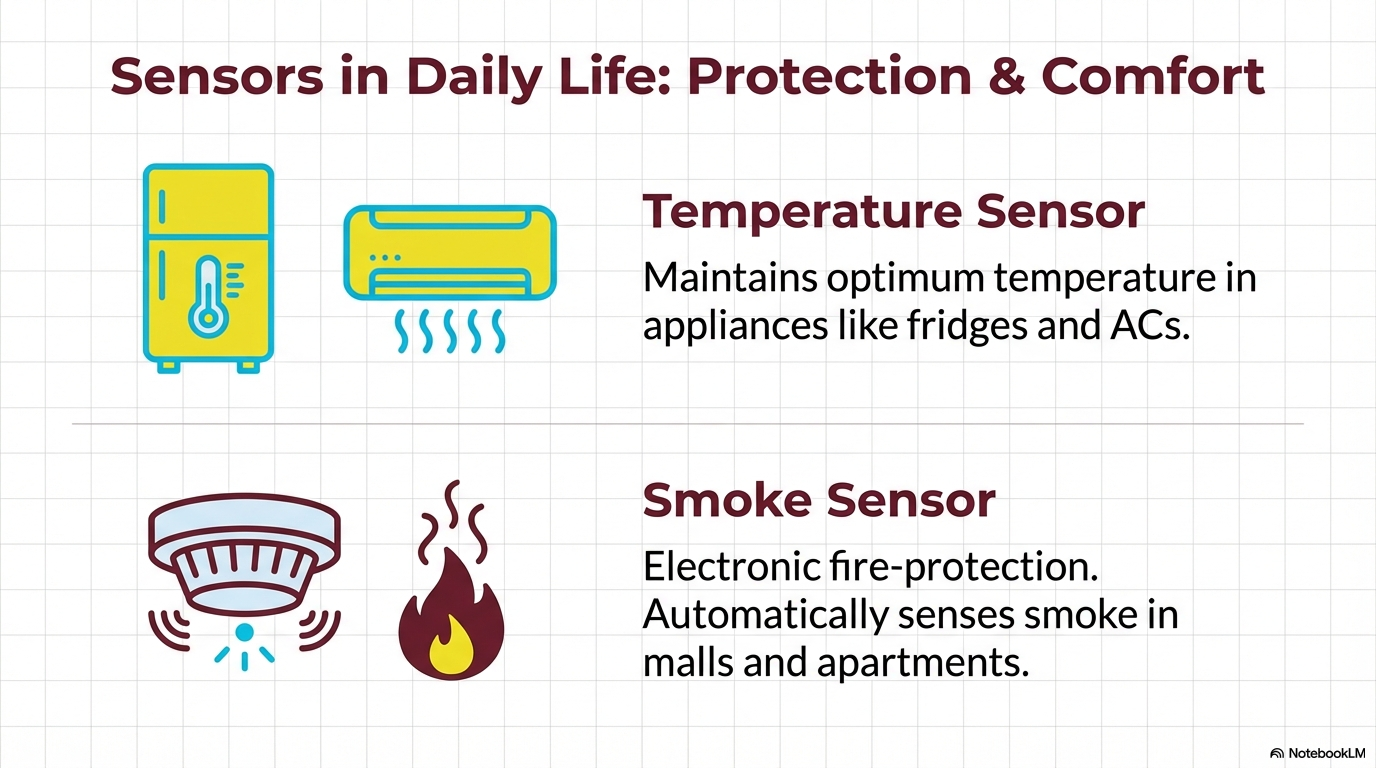 Sensors in Daily Life: Protection & Comfort
Temperature Sensor
Maintains optimum temperature in
appliances like fridges and ACs.
Smoke Sensor
Electronic fire-protection.
Automatically senses smoke in
malls and apartments.
NotebookLM